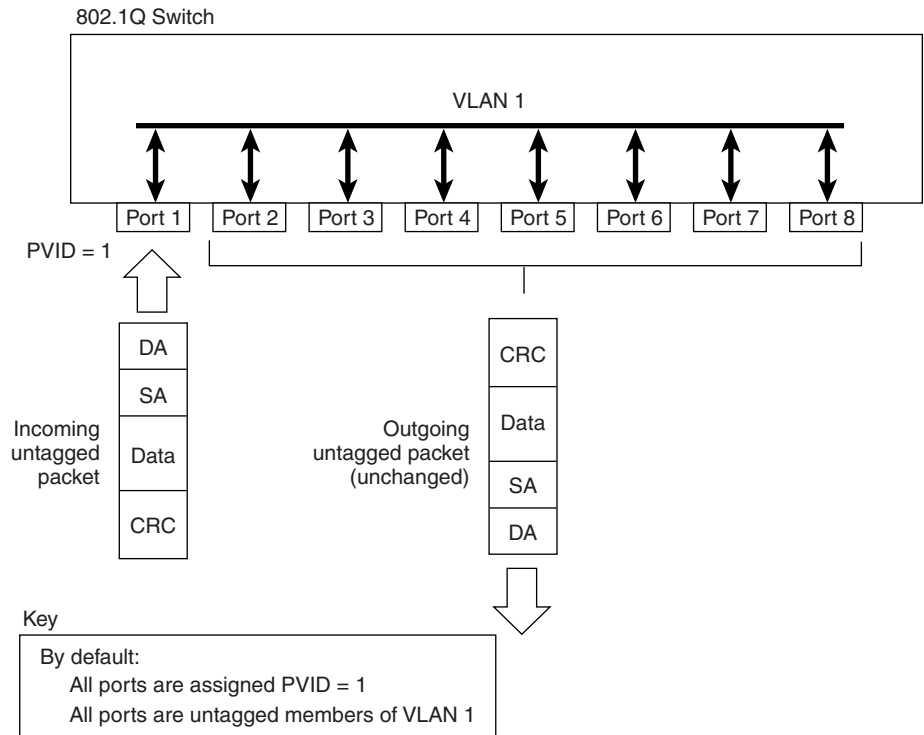 802.1Q Switch
VLAN 1
Port 1
Port 2
Port 3
Port 4
Port 5
Port 6
Port 7
Port 8
PVID = 1
Incoming
untagged
packet
DA
SA
Data
CRC
Outgoing
untagged packet
(unchanged)
CRC
Data
SA
DA
Key
By default:
All ports are assigned PVID = 1
All ports are untagged members of VLAN 1